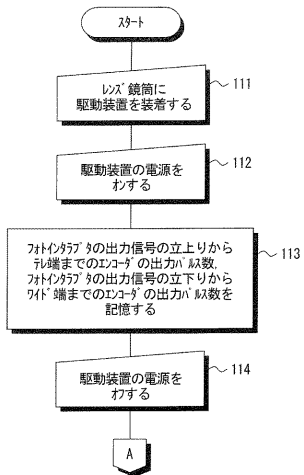 スタート
レンズ鏡筒に
駆動装置を装着する
111
駆動装置の電源を
オンする
112
フォトインタラプタの出力信号の立上りから
テレ端までのエンコーダの出力パルス数,
フォトインタラプタの出力信号の立下りから
ワイド端までのエンコーダの出力パルス数を
記憶する
113
駆動装置の電源を
オフする
114
A